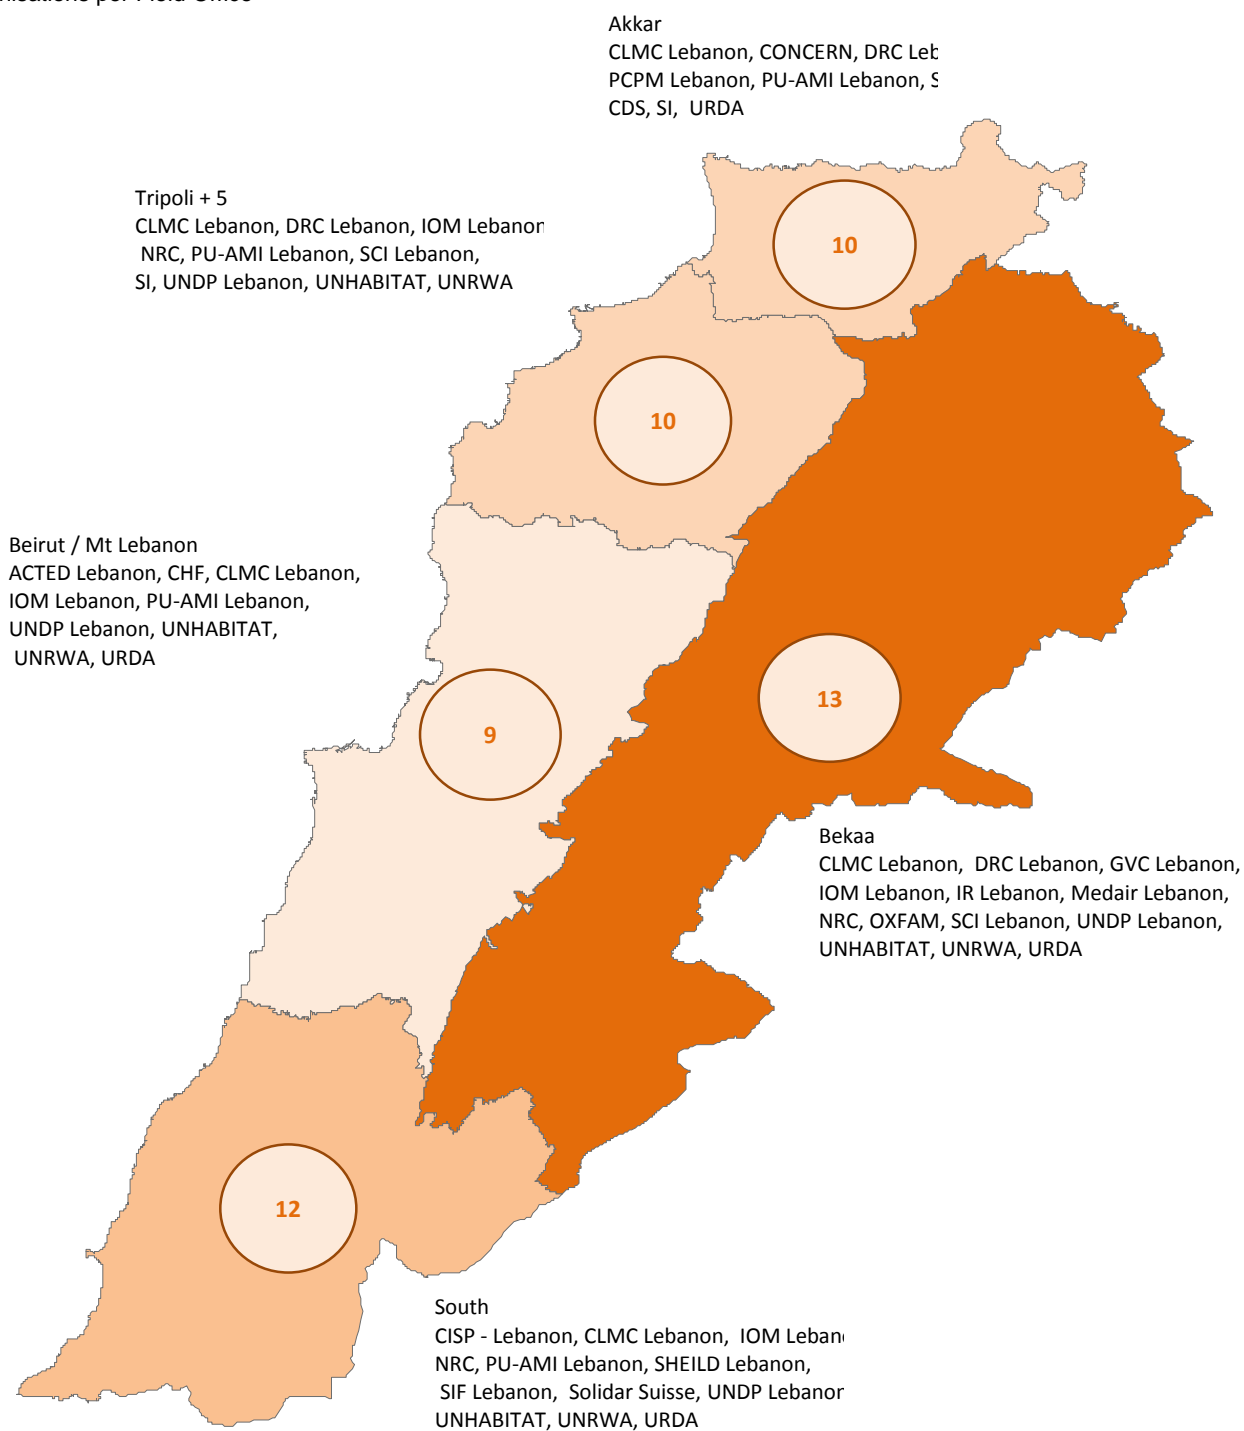 per Field Office
Akkar
CLMC Lebanon, CONCERN, DRC
PCPM Lebanon, PU-AMI Lebanon,
CDS, SI, URDA
Tripoli + 5
CLMC Lebanon, DRC Lebanon, IOM Lebanon
NRC, PU-AMI Lebanon, SCI Lebanon,
SI, UNDP Lebanon, UNHABITAT, UNRWA
10
10
Beirut / Mt Lebanon
ACTED Lebanon, CHF, CLMC Lebanon,
IOM Lebanon, PU-AMI Lebanon,
UNDP Lebanon, UNHABITAT,
UNRWA, URDA
13
9
Bekaa
CLMC Lebanon, DRC Lebanon, GVC Lebanon,
IOM Lebanon, IR Lebanon, Medair Lebanon,
NRC, OXFAM, SCI Lebanon, UNDP Lebanon,
UNHABITAT, UNRWA, URDA
12
South
CISP - Lebanon, CLMC Lebanon, IOM
NRC, PU-AMI Lebanon, SHEILD Lebanon,
SIF Lebanon, Solidar Suisse, UNDP Lebanon
UNHABITAT, UNRWA, URDA